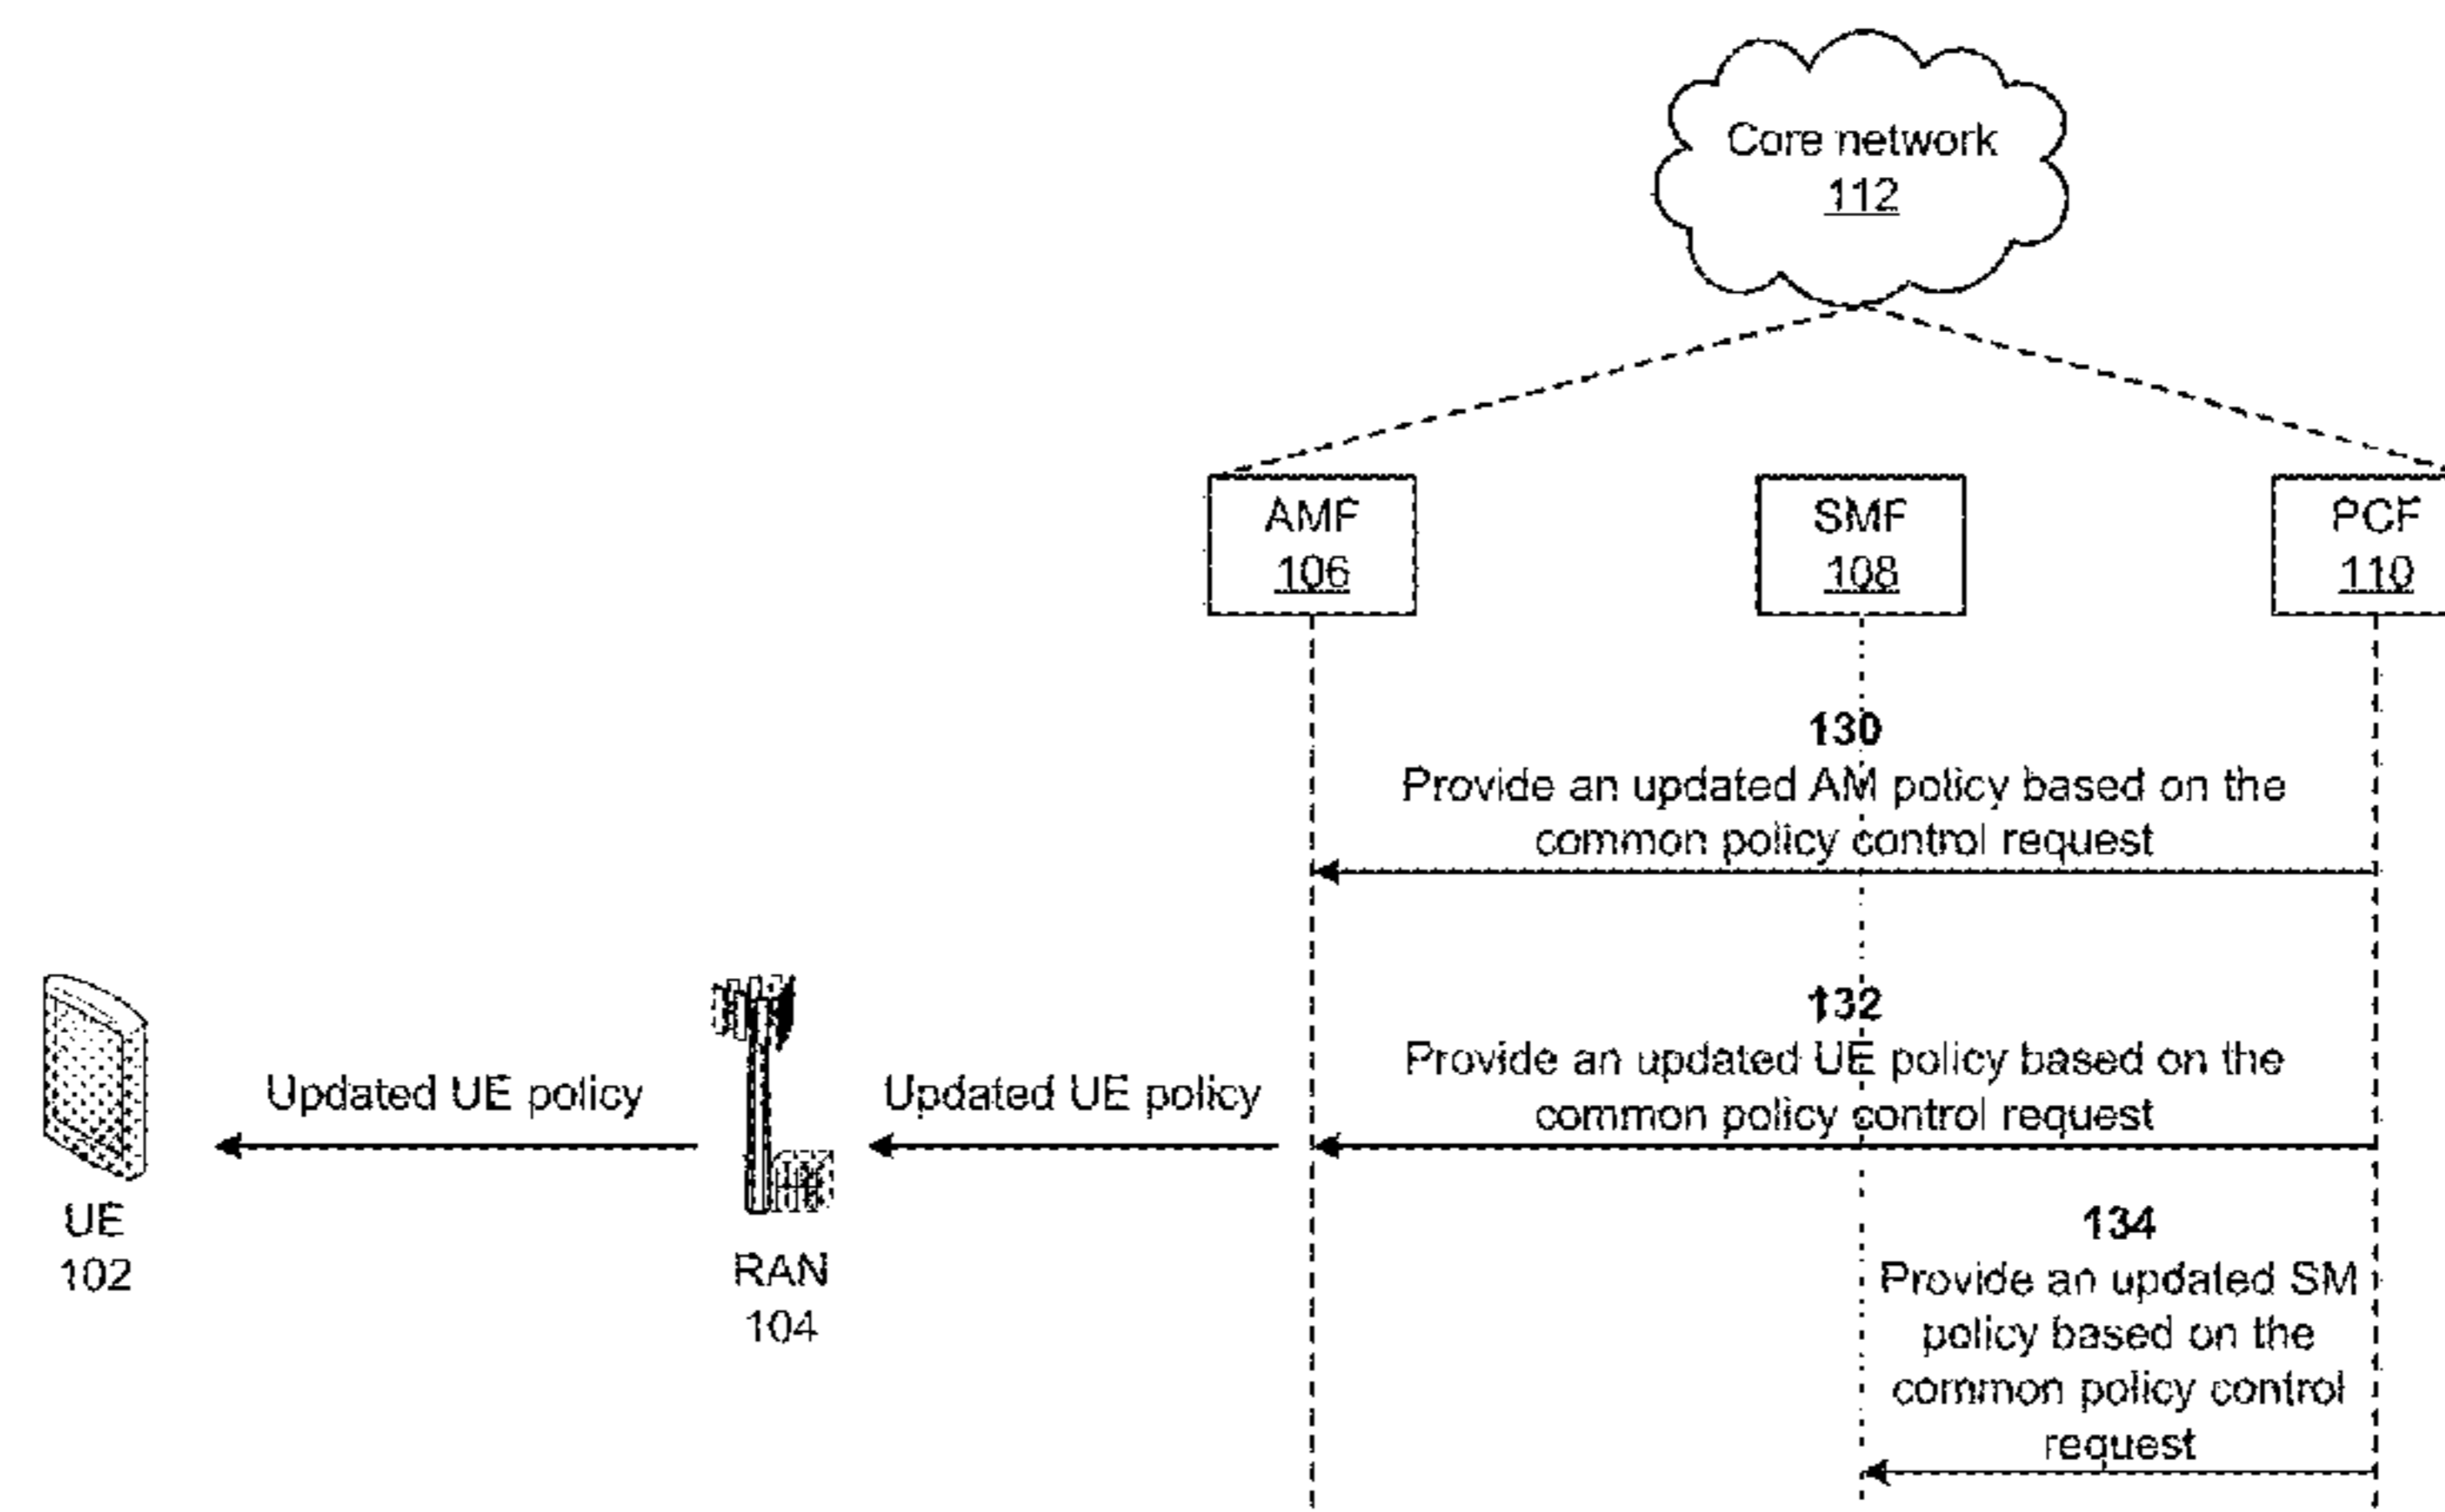 Core network
112
AMF
106
SMF
108
PCF
110
130
Provide an updated AM policy based on the
common policy control request
132
Provide an updated UE policy based on the
common policy control request
Updated UE policy
Updated UE policy
134
Provide an updated SM
policy based on the
common policy control
request
UE
102
RAN
104